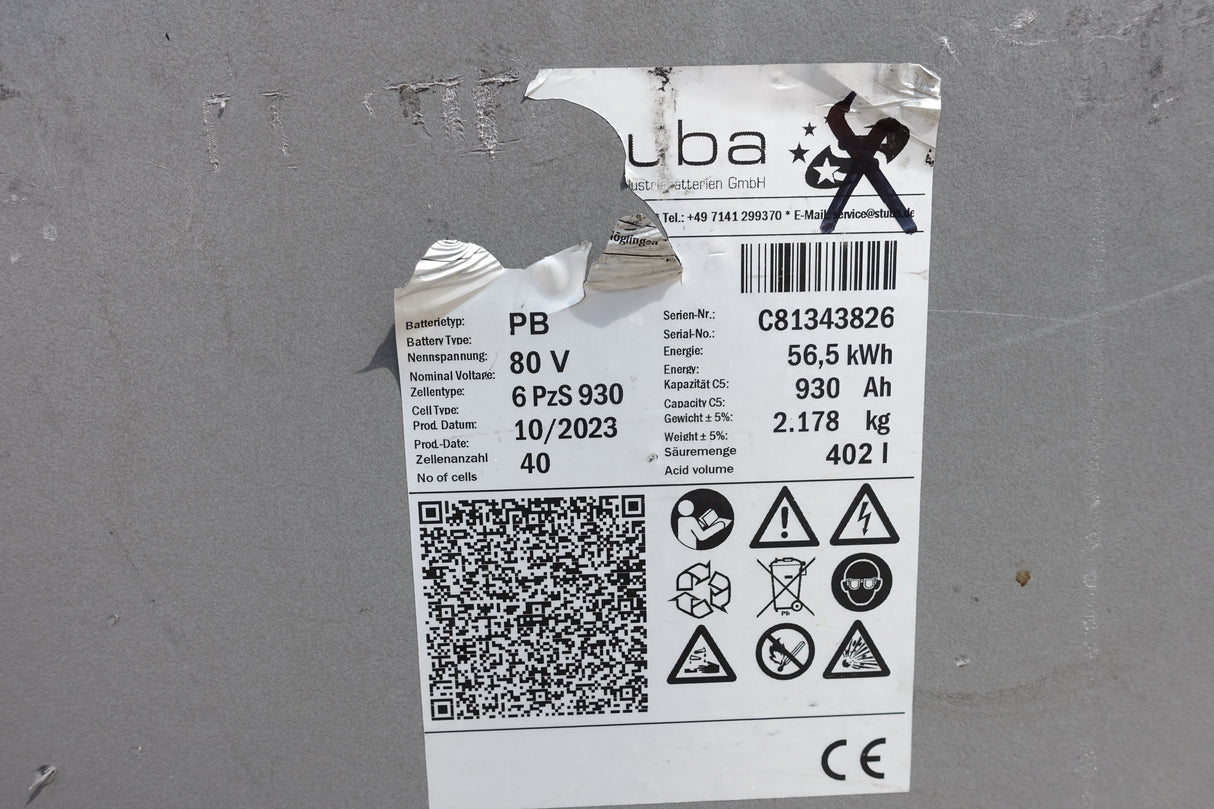 uba
dustriebatterien GmbH
* Tel.: +49 7141 299370 * E-Mail: service@stuba.de
öglingen
Batterietyp: PB
Battery Type:
Nennspannung: 80 V
Nominal Voltage:
Zellentype: 6 PzS 930
Cell Type:
Prod. Datum: 10/2023
Prod.-Date:
Zellenanzahl 40
No of cells
Serien-Nr.: C81343826
Serial-No.:
Energie: 56,5 kWh
Energy:
Kapazität C5: 930 Ah
Capacity C5:
Gewicht ± 5%: 2.178 kg
Weight ± 5%:
Säuremenge 402 l
Acid volume
Pb
CE